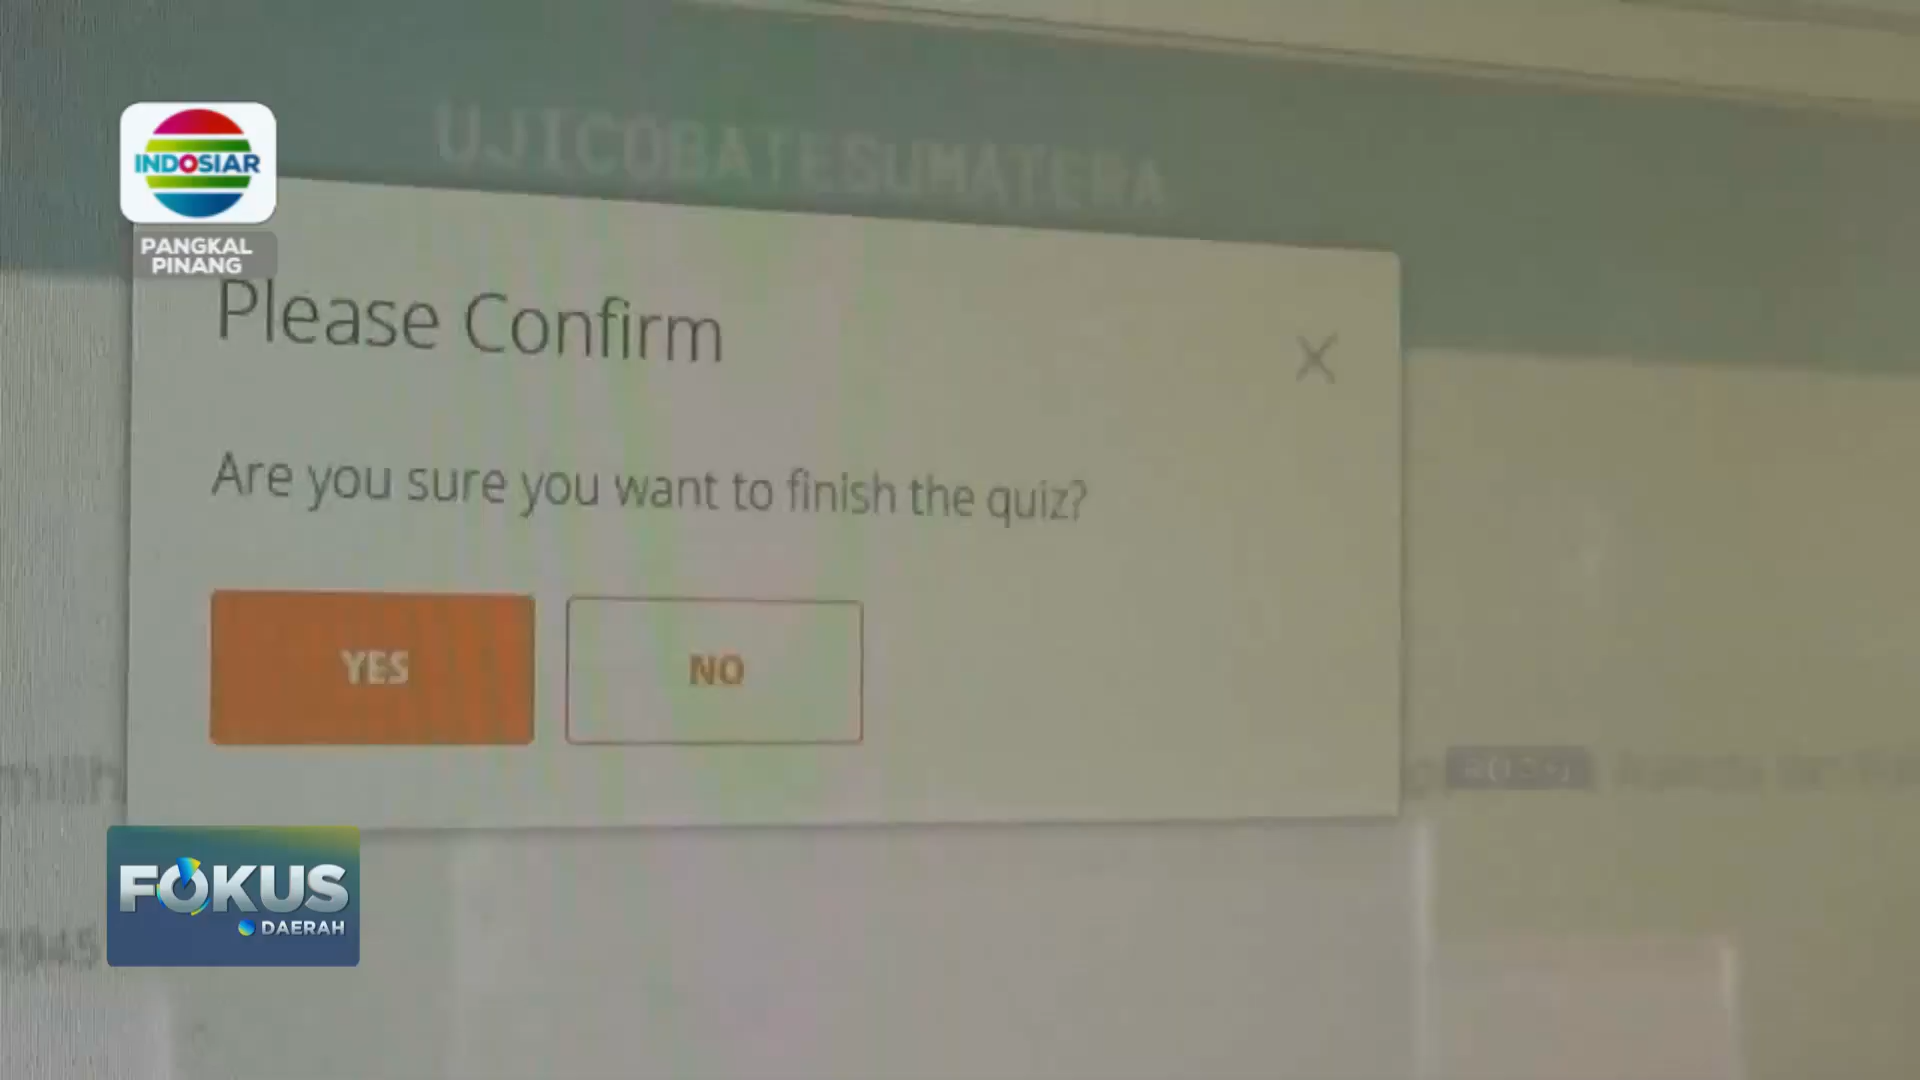 UJICOBATESUMATERA
INDOSIAR
PANGKAL
PINANG
Please Confirm
X
Are you sure you want to finish the quiz?
YES
NO
FOKUS
DAERAH
1945